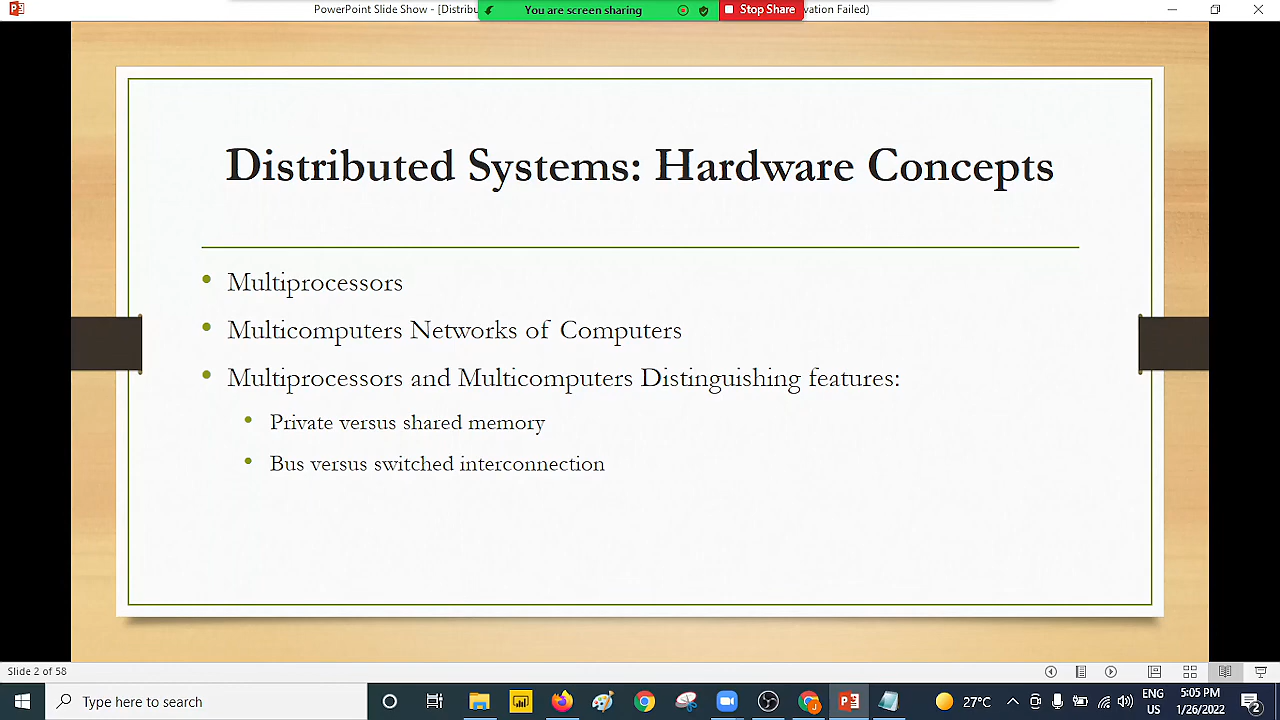 PowerPoint Slide Show - [Distribu
You are screen sharing
Stop Share
vation Failed)
Distributed Systems: Hardware Concepts
• Multiprocessors
• Multicomputers Networks of Computers
• Multiprocessors and Multicomputers Distinguishing features:
• Private versus shared memory
• Bus versus switched interconnection
Slide 2 of 58
Type here to search
27°C
ENG
US
5:05 PM
1/26/2022
2